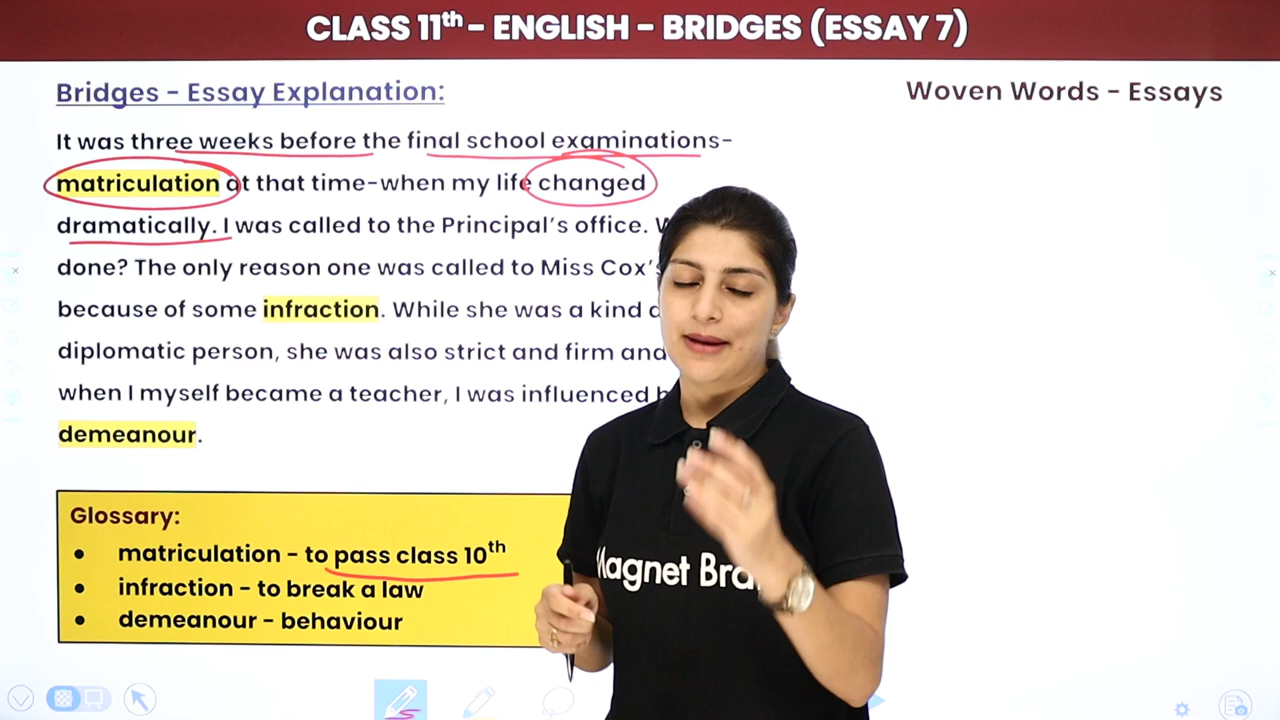 CLASS 11th - ENGLISH - BRIDGES (ESSAY 7)
Bridges - Essay Explanation:
Woven Words - Essays
It was three weeks before the final school examinations-
matriculation at that time-when my life changed
dramatically. I was called to the Principal's office.
done? The only reason one was called to Miss Cox's
because of some infraction. While she was a kind
diplomatic person, she was also strict and firm and
when I myself became a teacher, I was influenced
demeanour.
Glossary:
• matriculation - to pass class 10th
• infraction - to break a law
• demeanour - behaviour
Magnet